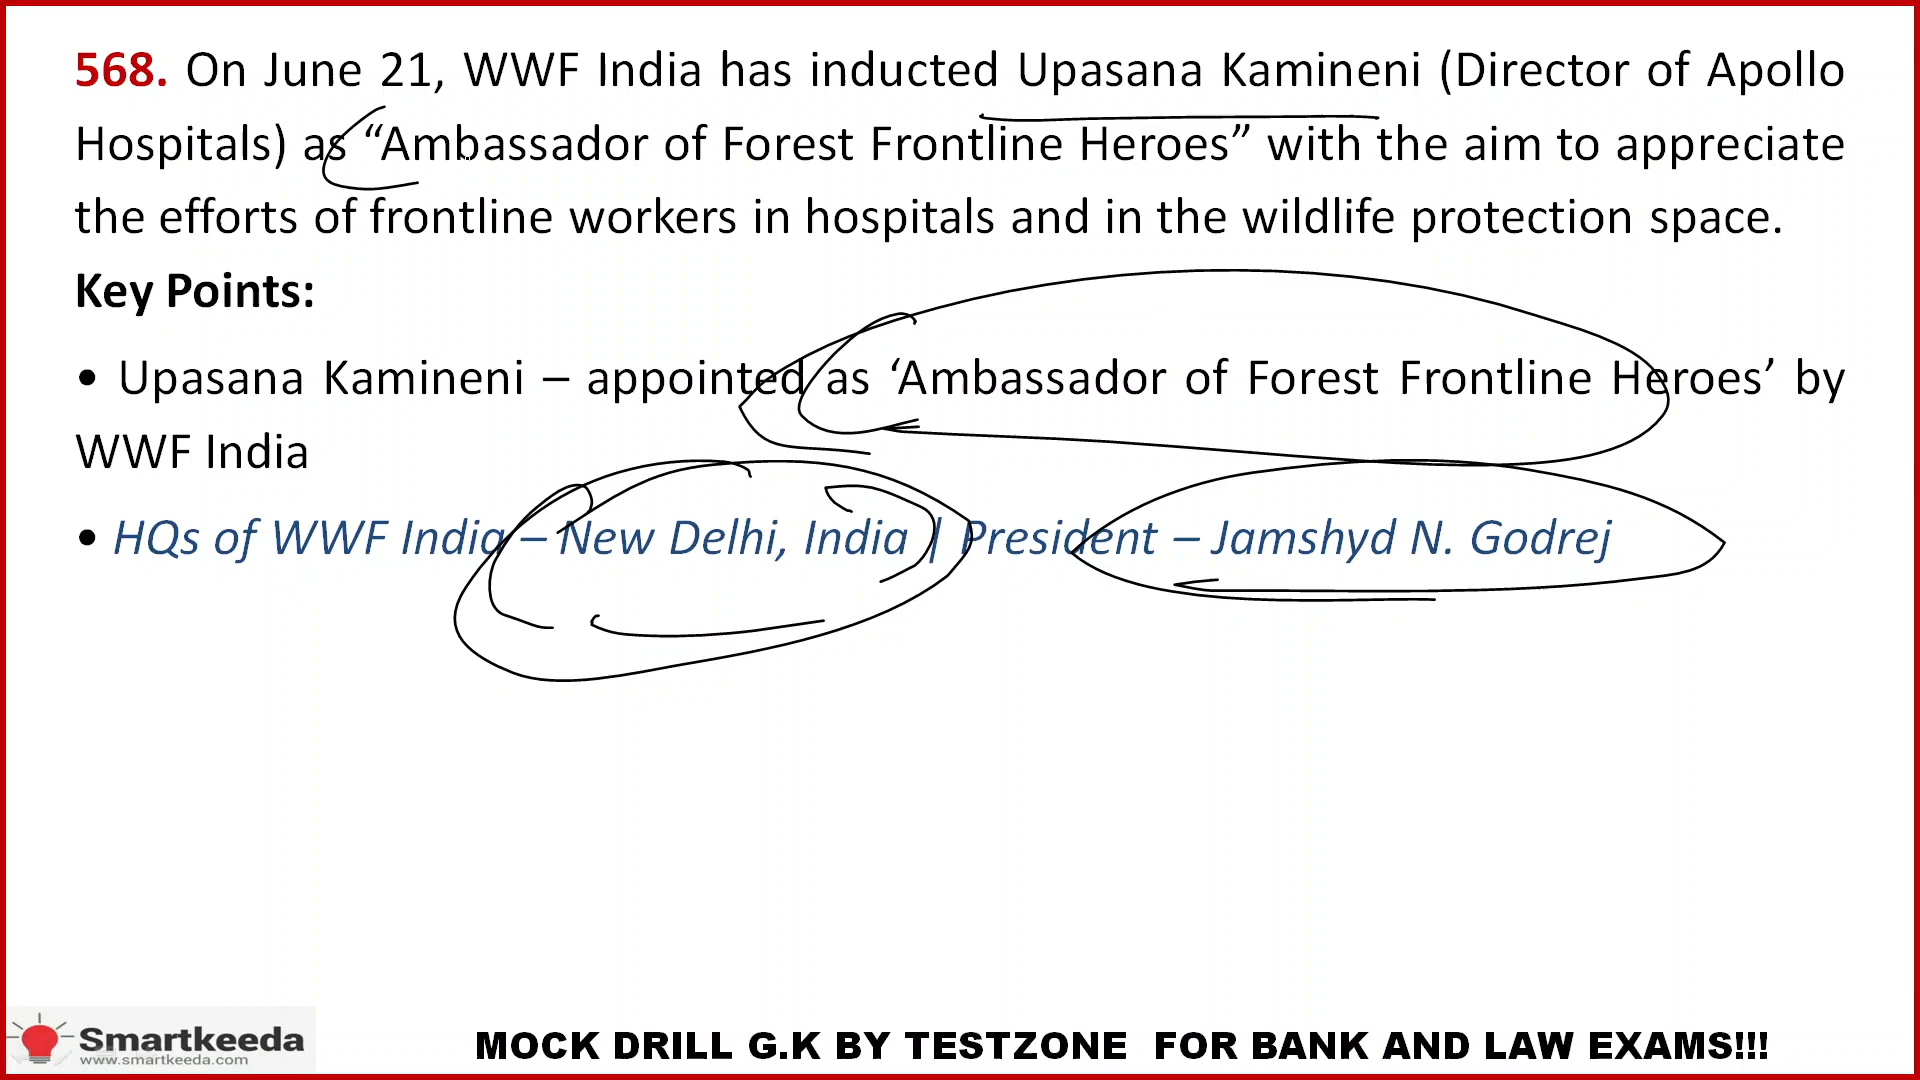 568. On June 21, WWF India has inducted Upasana Kamineni (Director of Apollo
Hospitals) as “Ambassador of Forest Frontline Heroes” with the aim to appreciate
the efforts of frontline workers in hospitals and in the wildlife protection space.
Key Points:
• Upasana Kamineni – appointed as ‘Ambassador of Forest Frontline Heroes’ by
WWF India
• HQs of WWF India – New Delhi, India | President – Jamshyd N. Godrej
Smartkeeda
www.smartkeeda.com
MOCK DRILL G.K BY TESTZONE FOR BANK AND LAW EXAMS!!!